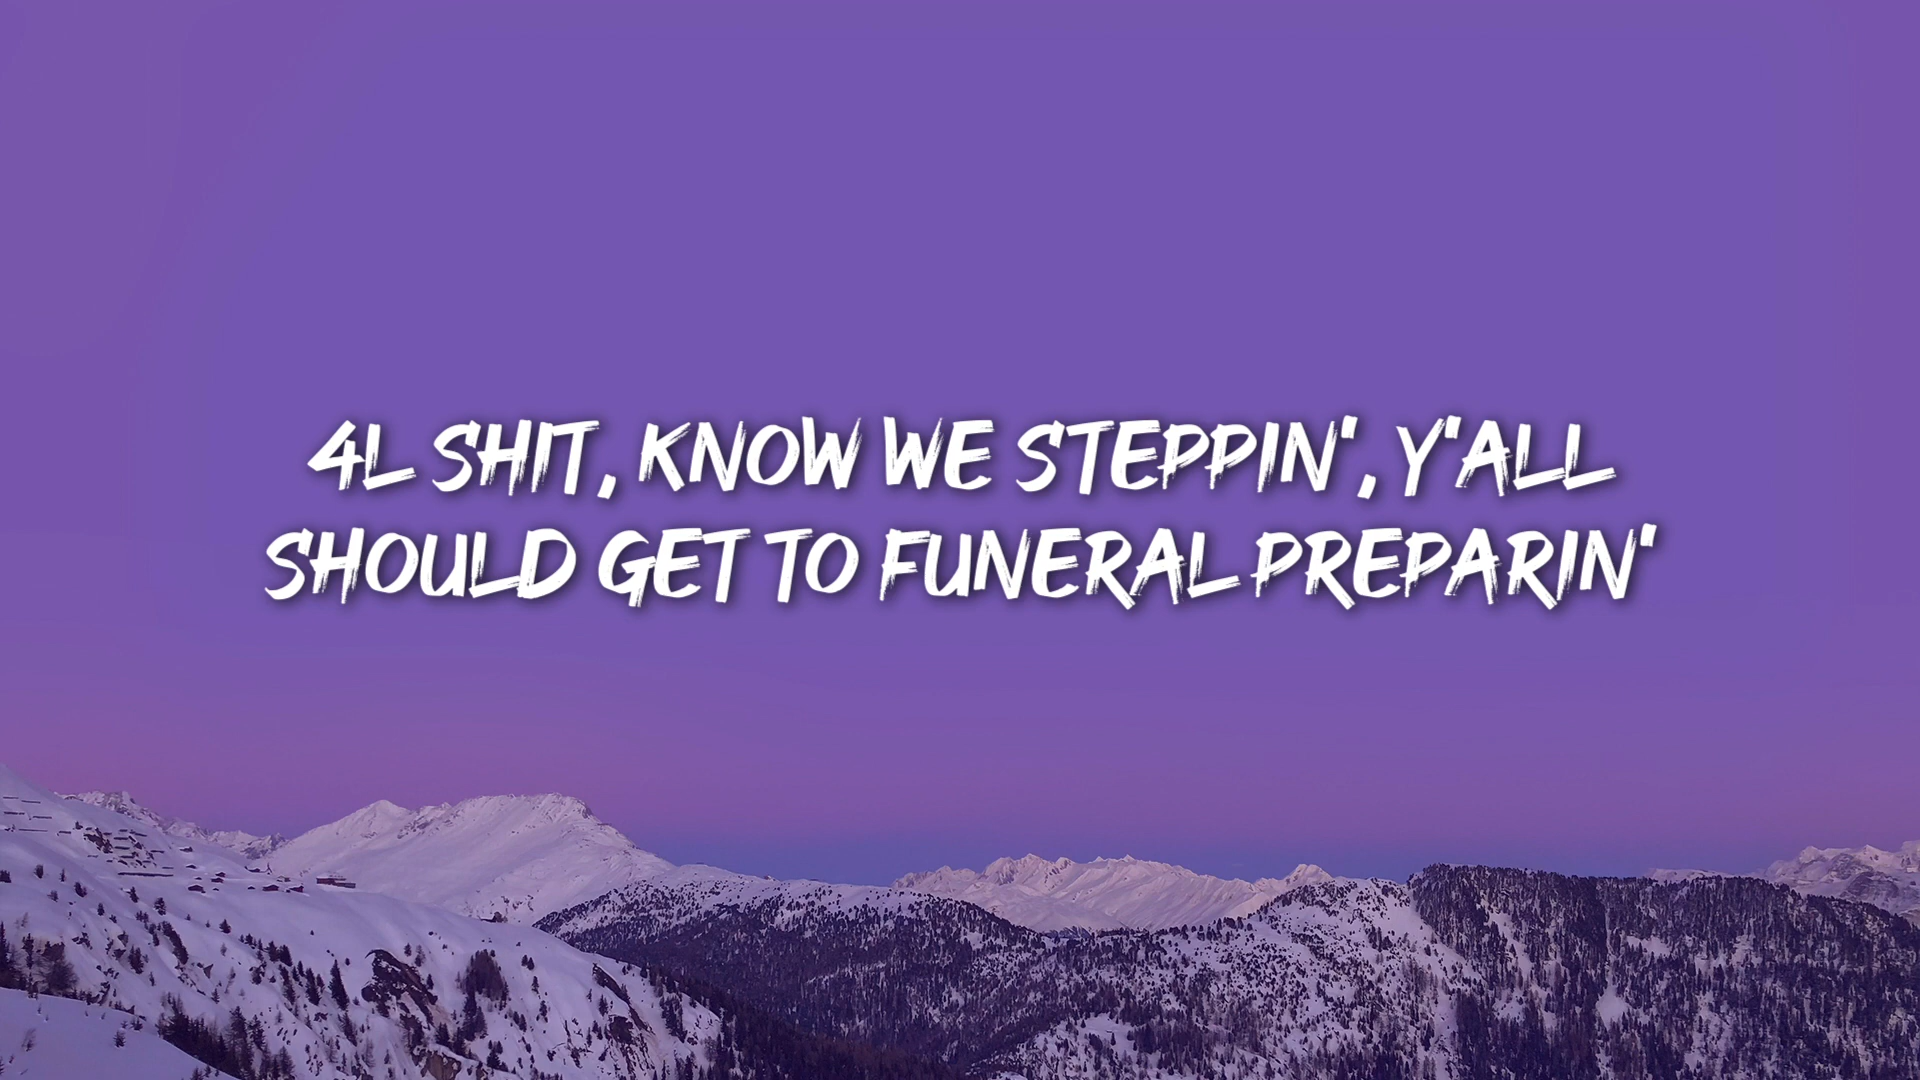 4L SHIT, KNOW WE STEPPIN', Y'ALL
SHOULD GET TO FUNERAL PREPARIN'